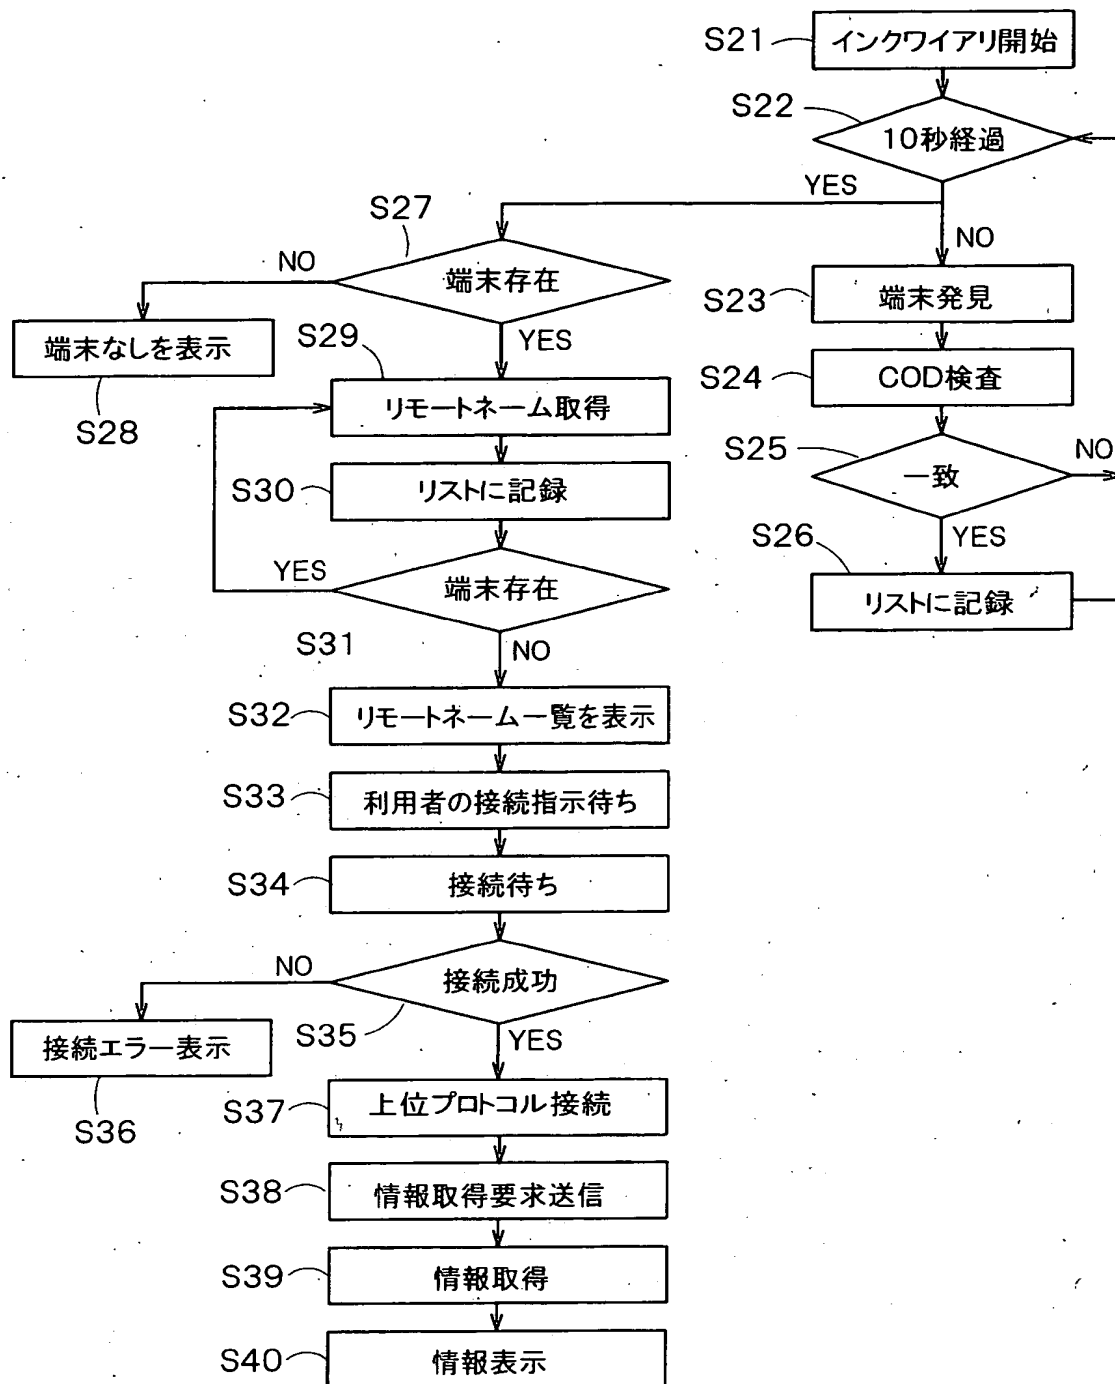 S21
インクワイアリ開始
S22
10秒経過
YES
NO
S27
端末存在
NO
YES
S23
端末発見
S28
端末なしを表示
S29
リモートネーム取得
S24
COD検査
S25
一致
NO
YES
S30
リストに記録
S26
リストに記録
YES
端末存在
S31
NO
S32
リモートネーム一覧を表示
S33
利用者の接続指示待ち
S34
接続待ち
NO
接続成功
S35
YES
接続エラー表示
S36
S37
上位プロトコル接続
S38
情報取得要求送信
S39
情報取得
S40
情報表示